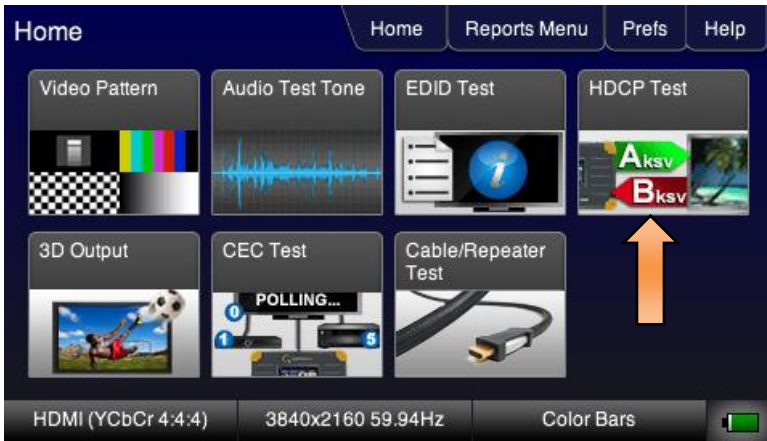 Home
Home
Reports Menu
Prefs
Help
Video Pattern
Audio Test Tone
EDID Test
HDCP Test
Aksv
Bksv
3D Output
CEC Test
Cable/Repeater
Test
POLLING...
0
1
5
HDMI (YCbCr 4:4:4)
3840x2160 59.94Hz
Color Bars